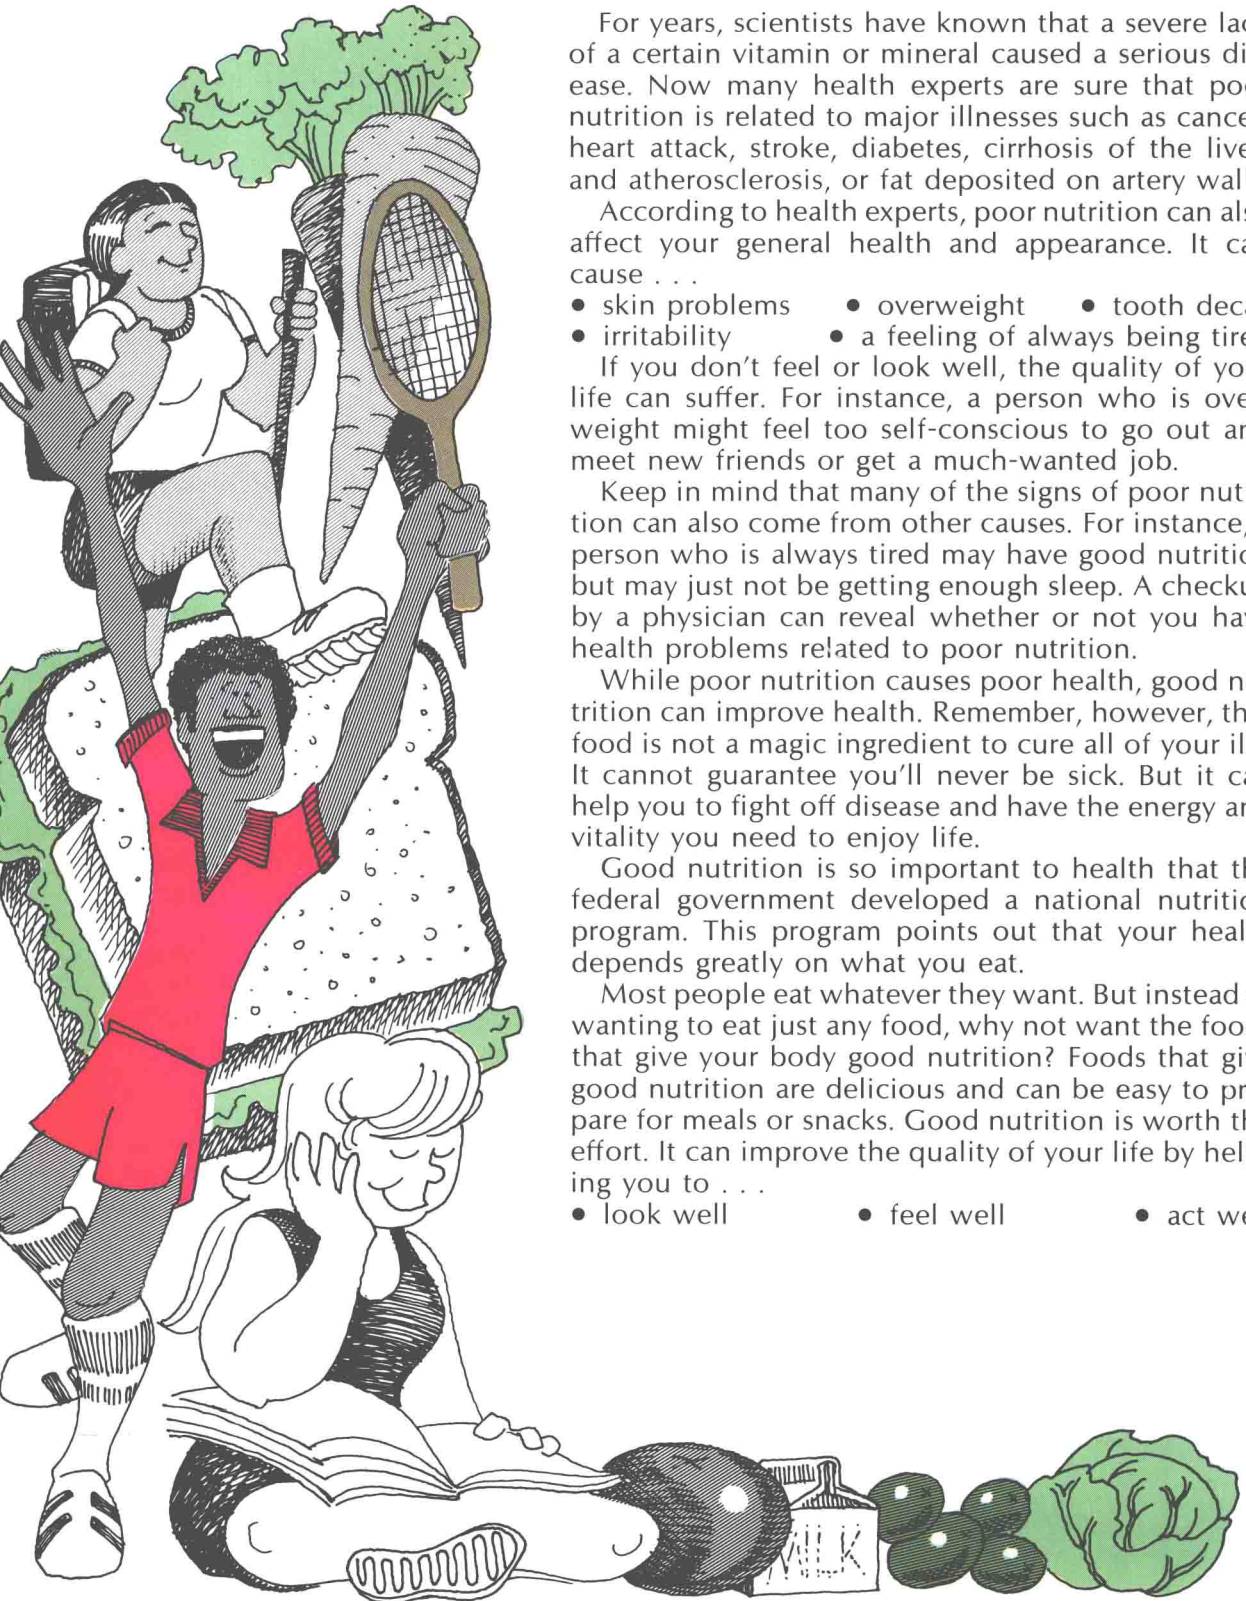 For years, scientists have known that a severe lac
of a certain vitamin or mineral caused a serious di
ease. Now many health experts are sure that poo
nutrition is related to major illnesses such as cance
heart attack, stroke, diabetes, cirrhosis of the live
and atherosclerosis, or fat deposited on artery wal
According to health experts, poor nutrition can als
affect your general health and appearance. It ca
cause . . .
• skin problems • overweight • tooth deca
• irritability • a feeling of always being tire
If you don't feel or look well, the quality of you
life can suffer. For instance, a person who is ove
weight might feel too self-conscious to go out an
meet new friends or get a much-wanted job.
Keep in mind that many of the signs of poor nut
tion can also come from other causes. For instance,
person who is always tired may have good nutritio
but may just not be getting enough sleep. A checku
by a physician can reveal whether or not you hav
health problems related to poor nutrition.
While poor nutrition causes poor health, good n
trition can improve health. Remember, however, th
food is not a magic ingredient to cure all of your il
It cannot guarantee you'll never be sick. But it ca
help you to fight off disease and have the energy an
vitality you need to enjoy life.
Good nutrition is so important to health that th
federal government developed a national nutritio
program. This program points out that your heal
depends greatly on what you eat.
Most people eat whatever they want. But instead
wanting to eat just any food, why not want the foo
that give your body good nutrition? Foods that gi
good nutrition are delicious and can be easy to pr
pare for meals or snacks. Good nutrition is worth th
effort. It can improve the quality of your life by hel
ing you to . . .
• look well • feel well • act we
MILK